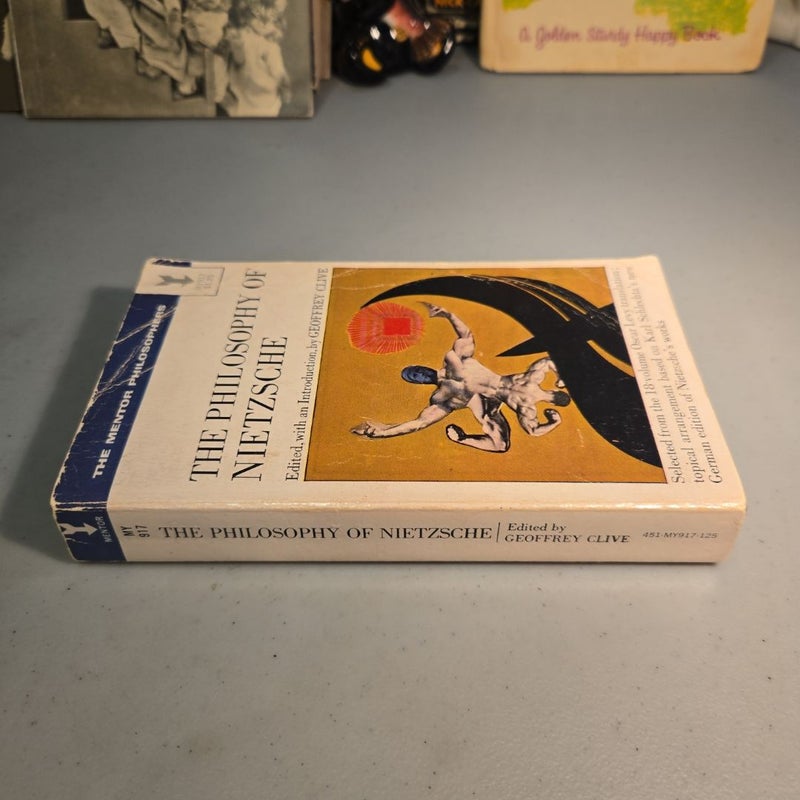 A Golden Sturdy Happy Book
THE MENTOR PHILOSOPHERS
THE PHILOSOPHY OF
NIETZSCHE
Edited, with an Introduction, by GEOFFREY CLIVE
Selected from the 18-volume Oscar Levy translation;
topical arrangement based on Karl Schlechta's new
German edition of Nietzsche's works
MENTOR
MY
917
THE PHILOSOPHY OF NIETZSCHE
Edited by
GEOFFREY CLIVE
451-MY917-125